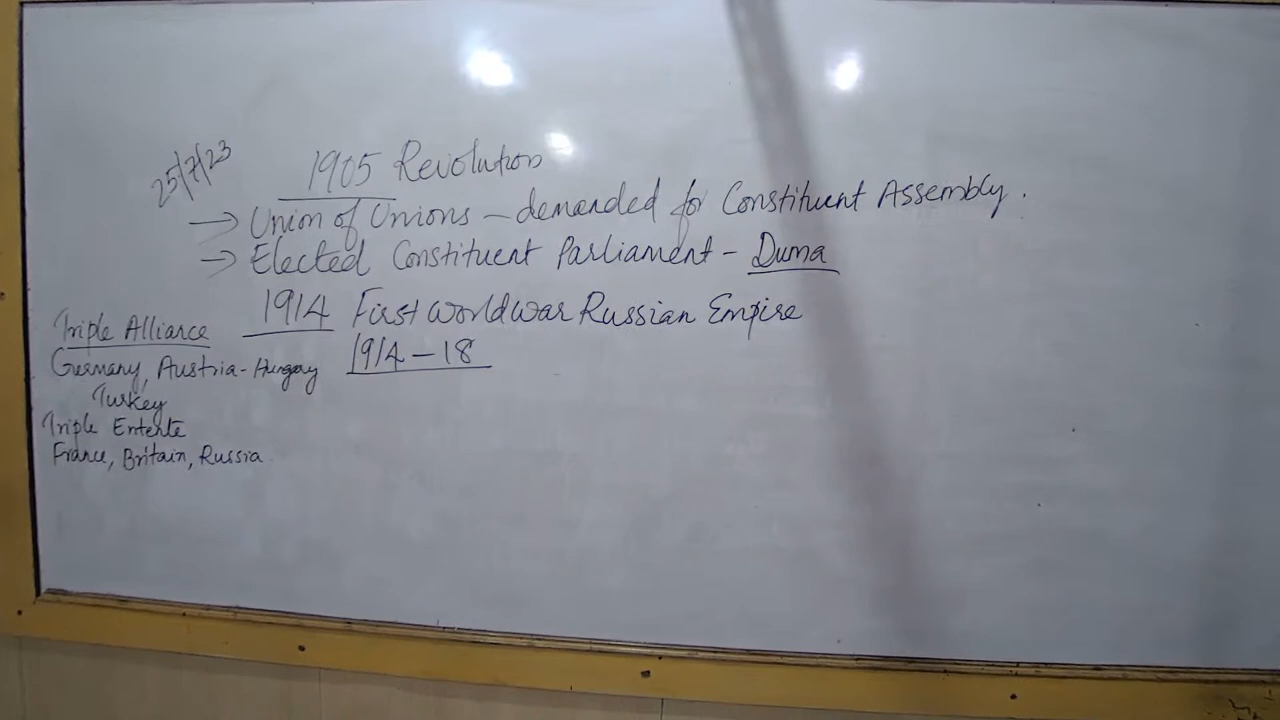 25/7/23
1905 Revolution
→ Union of Unions – demanded for Constituent Assembly.
→ Elected Constituent Parliament – Duma
1914 First World War Russian Empire
1914 – 18
Triple Alliance
Germany, Austria-Hungary
Turkey
Triple Entente
France, Britain, Russia